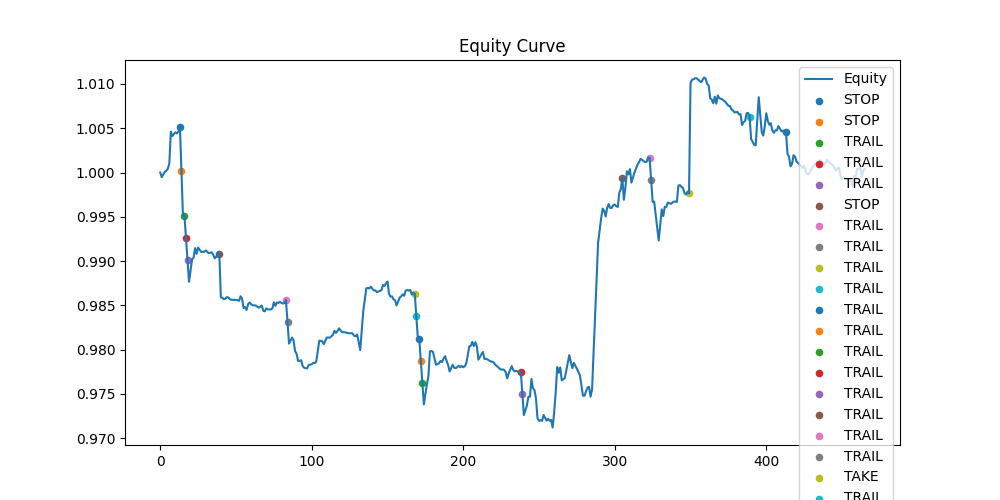 Equity Curve
1.010
1.005
1.000
0.995
0.990
0.985
0.980
0.975
0.970
0
100
200
300
400
Equity
STOP
STOP
TRAIL
TRAIL
TRAIL
STOP
TRAIL
TRAIL
TRAIL
TRAIL
TRAIL
TRAIL
TRAIL
TRAIL
TRAIL
TRAIL
TRAIL
TRAIL
TAKE
TRAIL